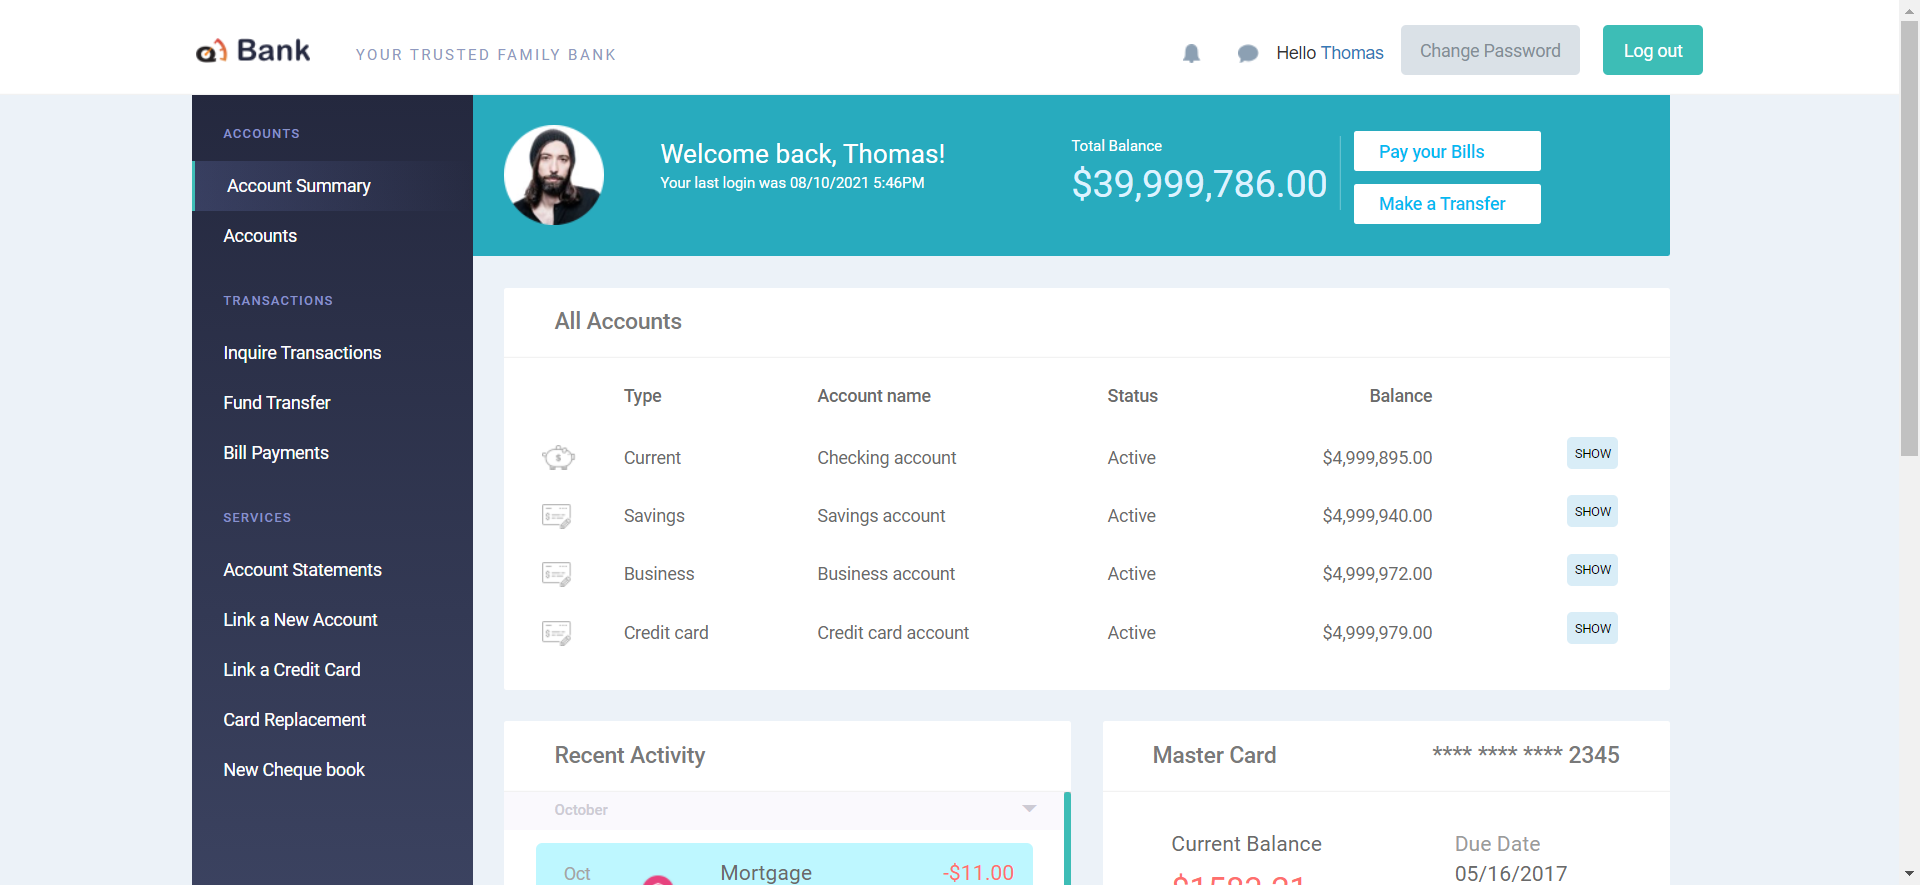 Bank
YOUR TRUSTED FAMILY BANK
Hello Thomas
Change Password
Log out
ACCOUNTS
Account Summary
Accounts
TRANSACTIONS
Inquire Transactions
Fund Transfer
Bill Payments
SERVICES
Account Statements
Link a New Account
Link a Credit Card
Card Replacement
New Cheque book
Welcome back, Thomas!
Your last login was 08/10/2021 5:46PM
Total Balance
$39,999,786.00
Pay your Bills
Make a Transfer
All Accounts
Type Account name Status Balance
Current Checking account Active $4,999,895.00 SHOW
Savings Savings account Active $4,999,940.00 SHOW
Business Business account Active $4,999,972.00 SHOW
Credit card Credit card account Active $4,999,979.00 SHOW
Recent Activity
October
Oct Mortgage -$11.00
Master Card **** **** **** 2345
Current Balance Due Date
05/16/2017